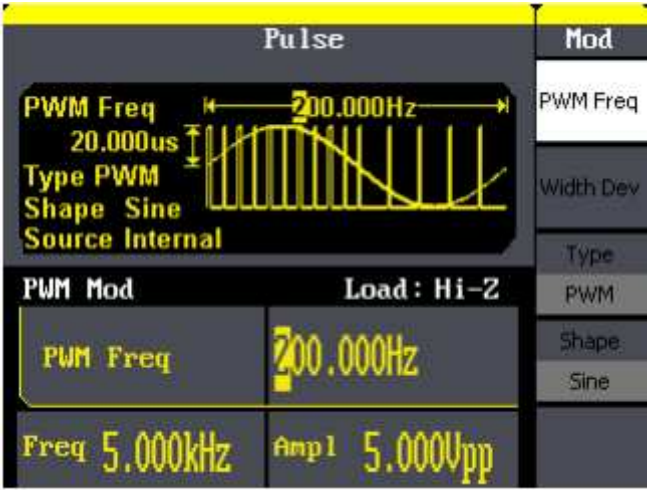 Pulse
Mod
PWM Freq 200.000Hz
20.000us
Type PWM
Shape Sine
Source Internal
PWM Freq
Width Dev
Type
PWM
Shape
Sine
PWM Mod Load: Hi-Z
PWM Freq 200.000Hz
Freq 5.000kHz Ampl 5.000Vpp